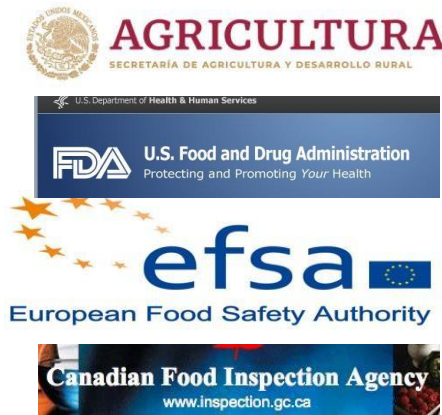 AGRICULTURA
SECRETARÍA DE AGRICULTURA Y DESARROLLO RURAL
U.S. Department of Health & Human Services
FDA U.S. Food and Drug Administration
Protecting and Promoting Your Health
efsa
European Food Safety Authority
Canadian Food Inspection Agency
www.inspection.gc.ca